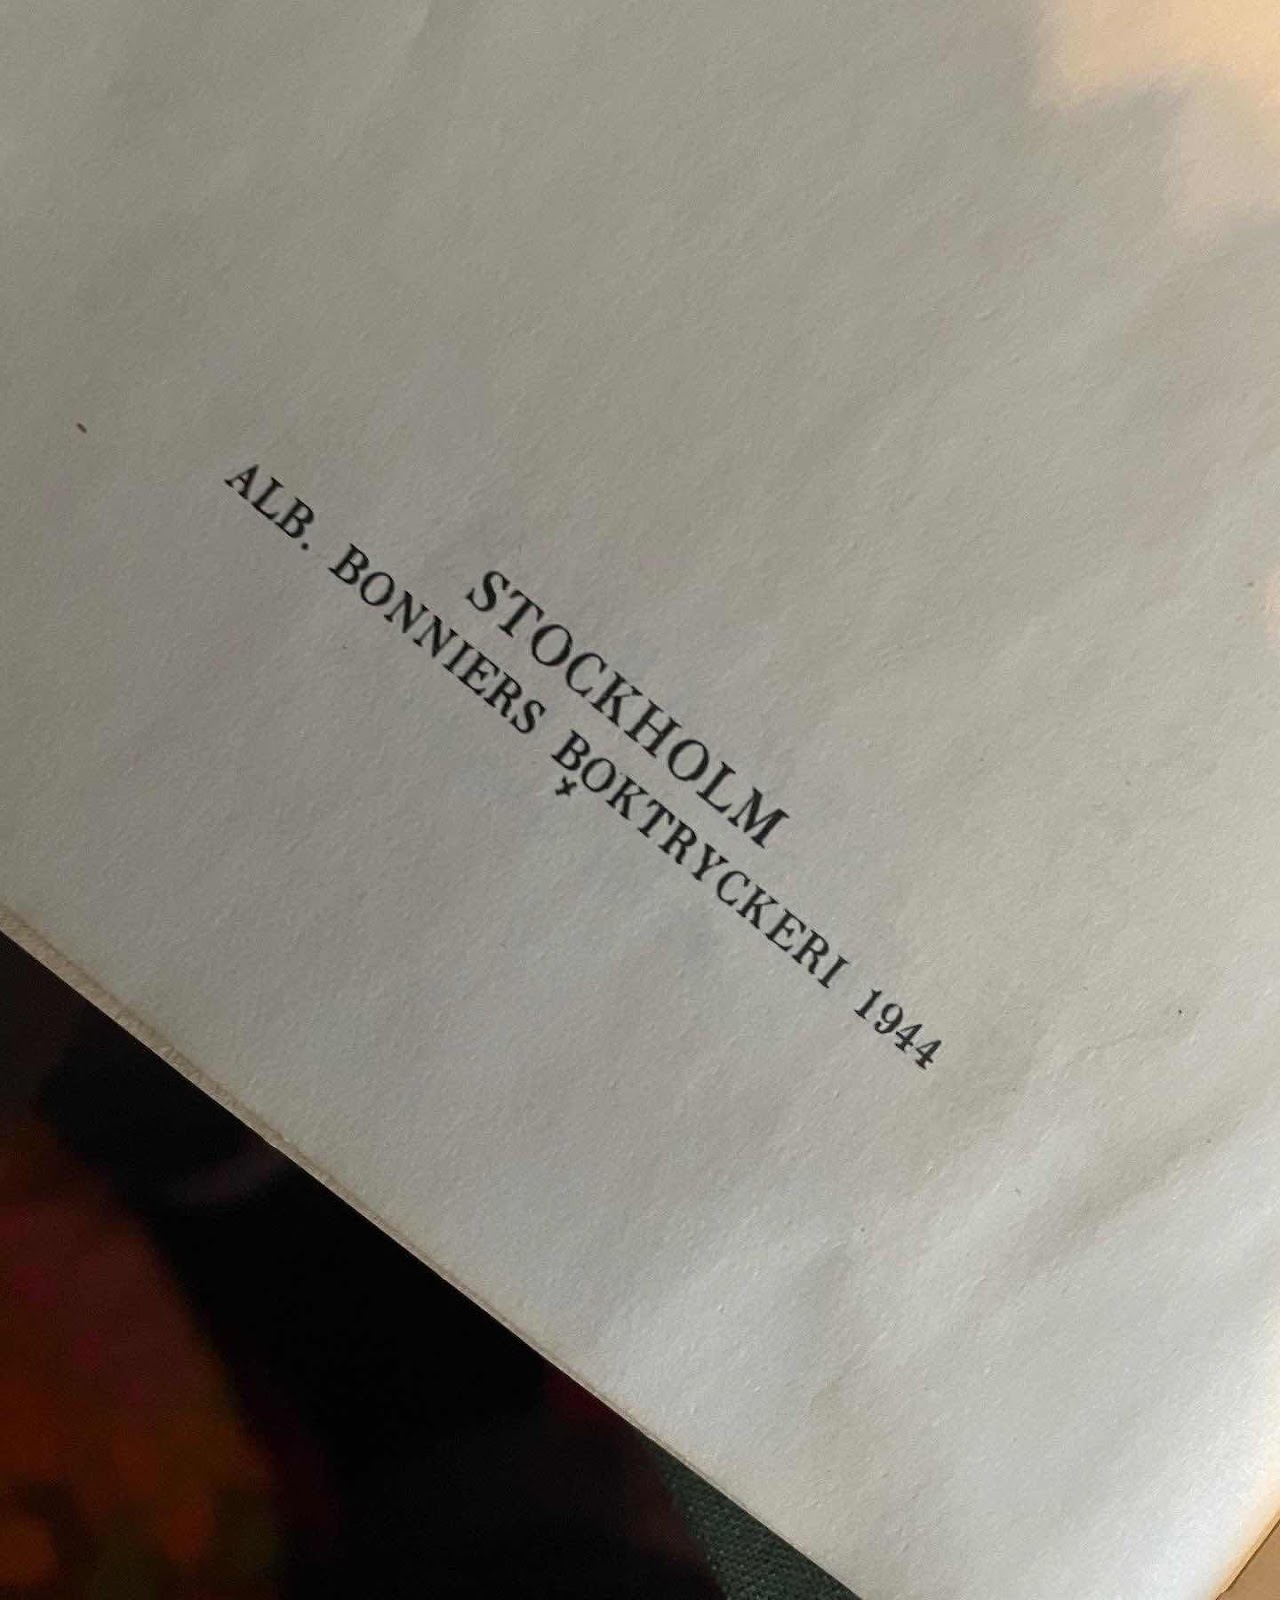 STOCKHOLM
ALB. BONNIERS BOKTRYCKERI 1944